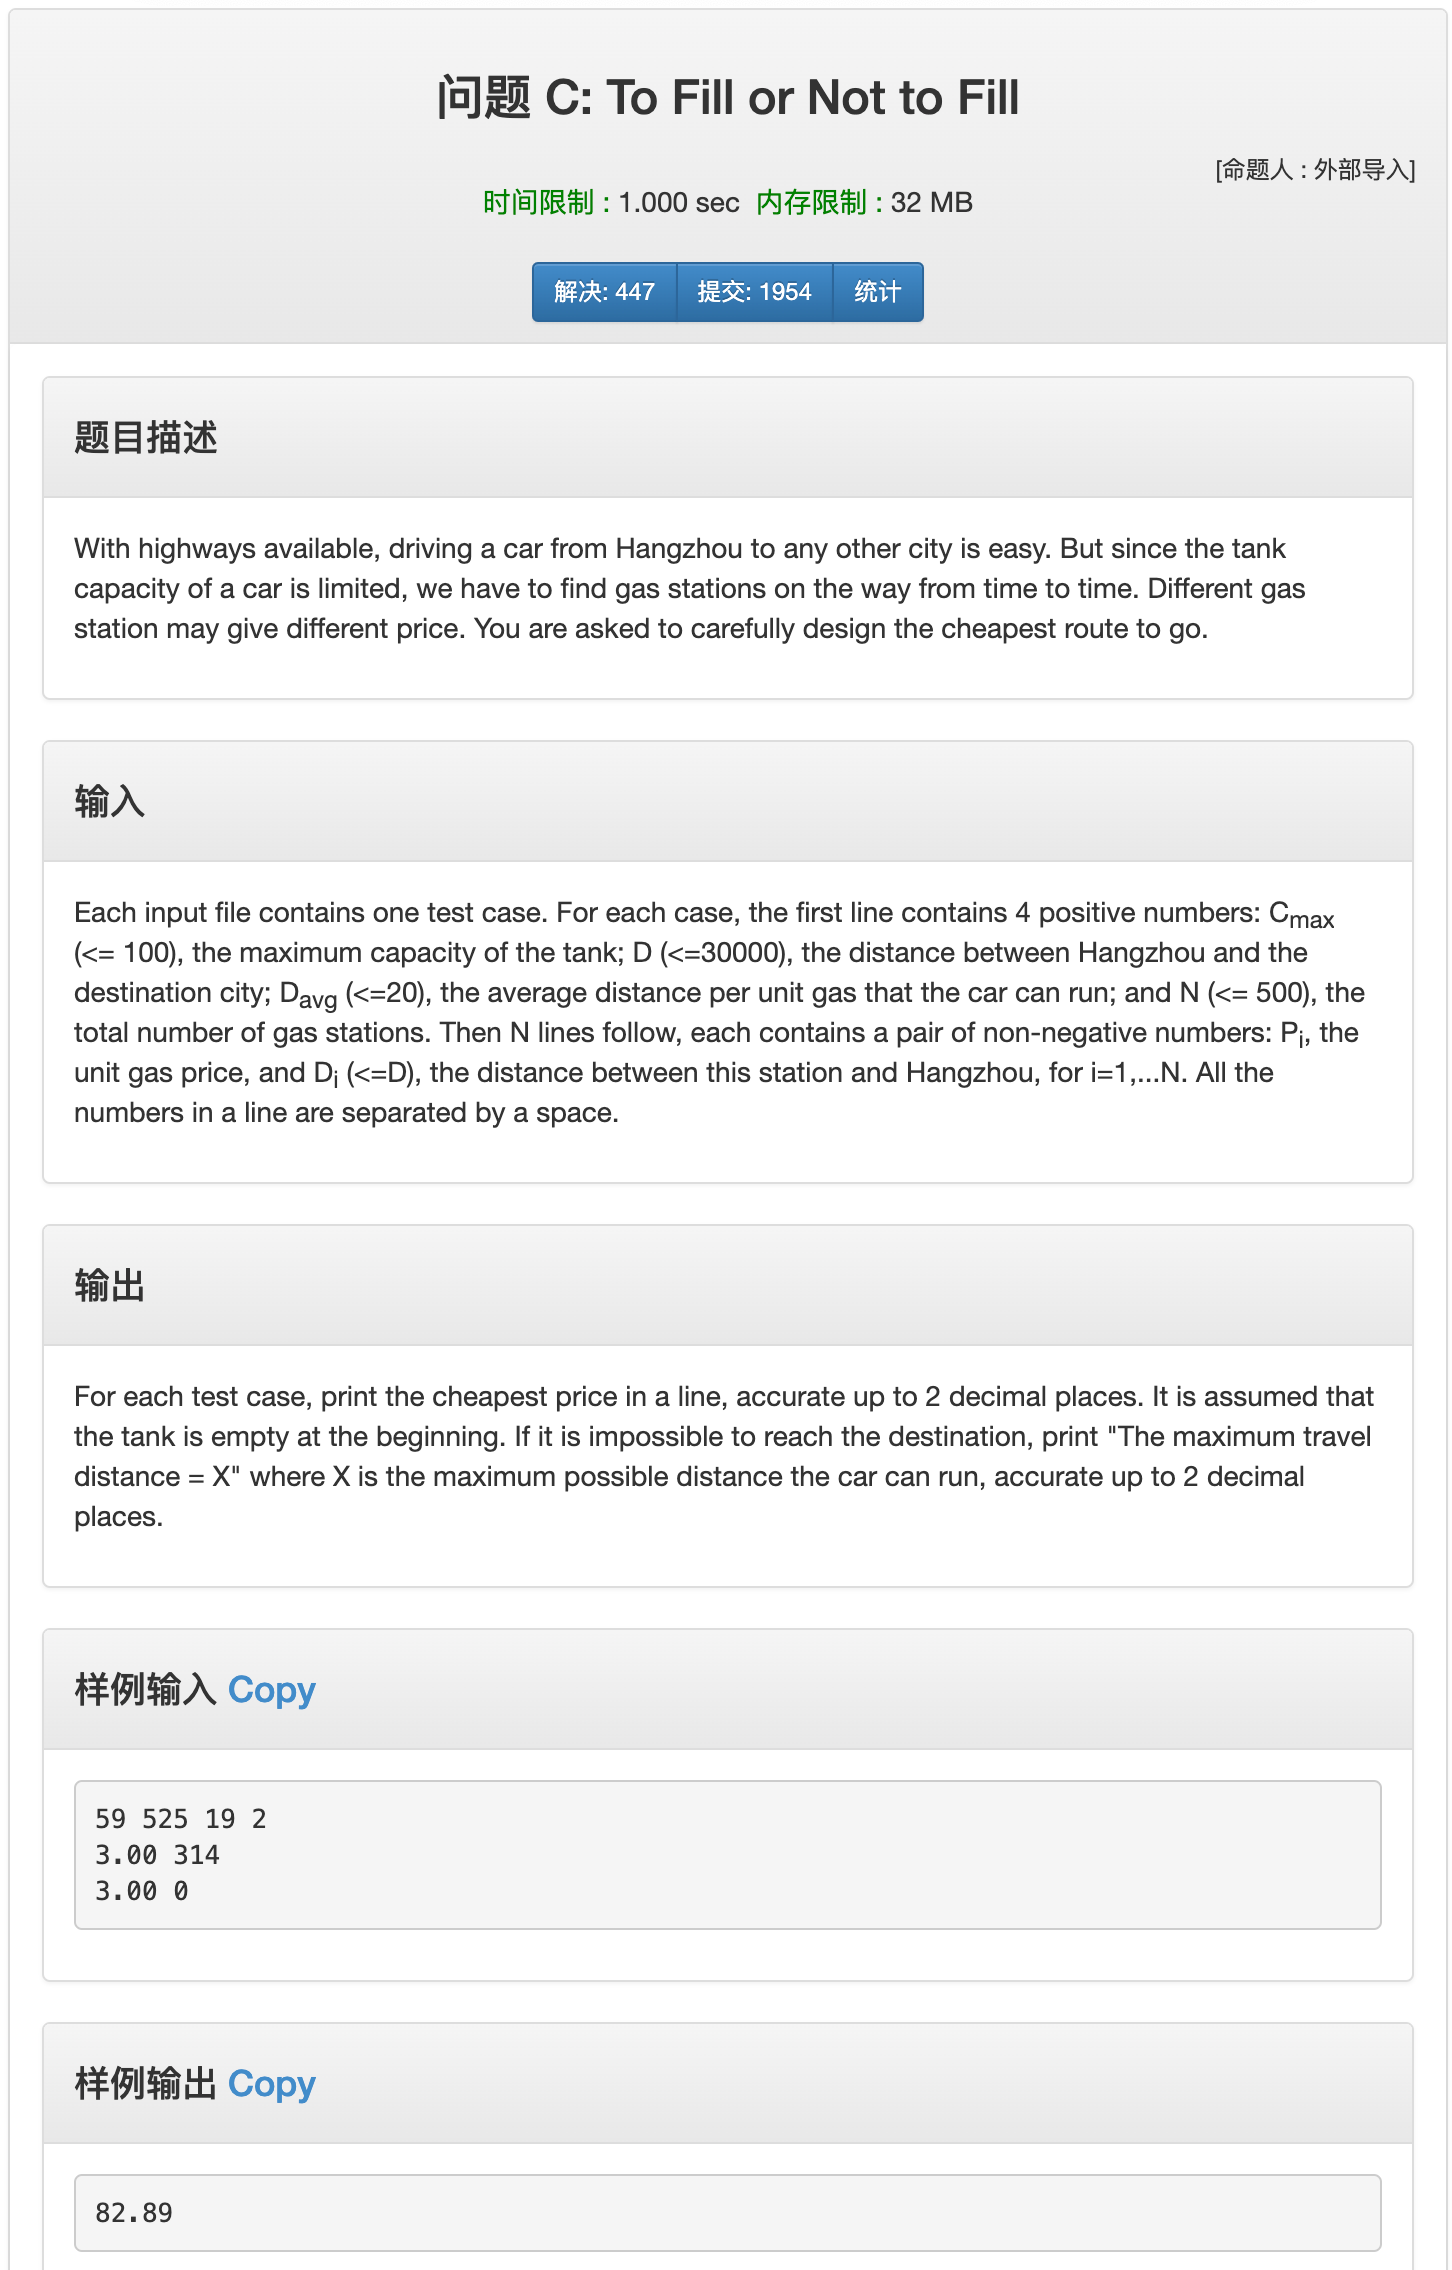 问题 C: To Fill or Not to Fill
[命题人 : 外部导入]
时间限制 : 1.000 sec 内存限制 : 32 MB
解决: 447 提交: 1954 统计
题目描述
With highways available, driving a car from Hangzhou to any other city is easy. But since the tank
capacity of a car is limited, we have to find gas stations on the way from time to time. Different gas
station may give different price. You are asked to carefully design the cheapest route to go.
输入
Each input file contains one test case. For each case, the first line contains 4 positive numbers: Cmax
(<= 100), the maximum capacity of the tank; D (<=30000), the distance between Hangzhou and the
destination city; Davg (<=20), the average distance per unit gas that the car can run; and N (<= 500), the
total number of gas stations. Then N lines follow, each contains a pair of non-negative numbers: Pi, the
unit gas price, and Di (<=D), the distance between this station and Hangzhou, for i=1,...N. All the
numbers in a line are separated by a space.
输出
For each test case, print the cheapest price in a line, accurate up to 2 decimal places. It is assumed that
the tank is empty at the beginning. If it is impossible to reach the destination, print "The maximum travel
distance = X" where X is the maximum possible distance the car can run, accurate up to 2 decimal
places.
样例输入 Copy
59 525 19 2
3.00 314
3.00 0
样例输出 Copy
82.89